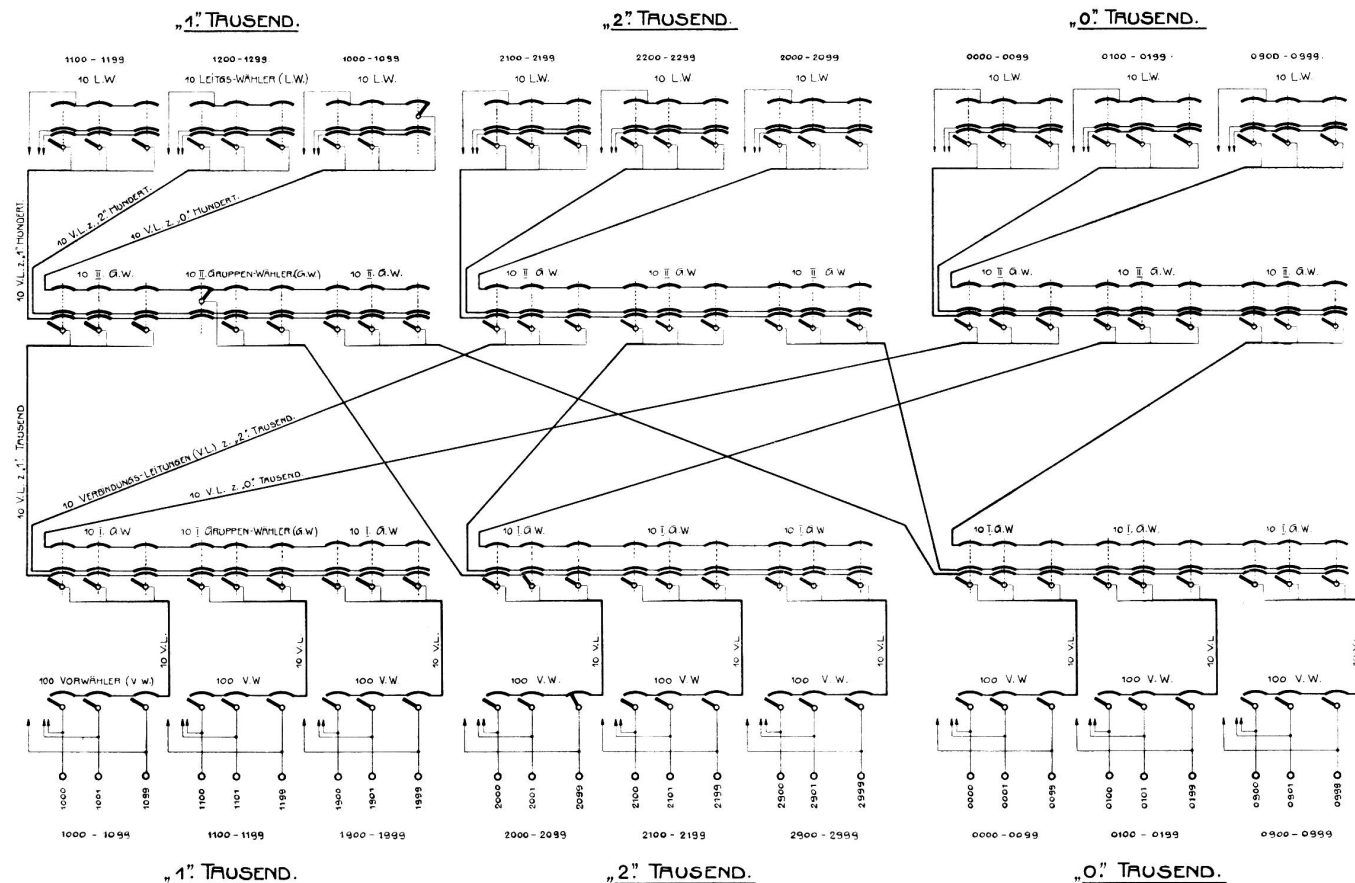 „1.” TAUSEND. „2.” TAUSEND. „0.” TAUSEND.
1100 - 1199 1200 - 1299 1000 - 1099 2100 - 2199 2200 - 2299 2000 - 2099 0000 - 0099 0100 - 0199. 0900 - 0999.
10 L.W. 10 LEITGS-WÄHLER (L.W.) 10 L.W. 10 L.W. 10 L.W. 10 L.W. 10 L.W. 10 L.W. 10 L.W.
10 V.L. z. „1” HUNDERT.
10 V.L. z. „2” HUNDERT.
10 V.L. z. „0” HUNDERT.
10 II. G.W. 10 II. GRUPPEN-WÄHLER.(G.W.) 10 II. G.W. 10 II G.W. 10 II G.W 10 II G.W 10 II G.W. 10 II. G.W. 10 II. G.W.
10 V.L. z. „1.” TAUSEND
10 VERBINDUNGS-LEITUNGEN (V.L.) z. „2.” TAUSEND.
10 V.L. z. „0.” TAUSEND.
10 I. G.W 10 I GRUPPEN-WÄHLER (G.W) 10 I. G.W. 10 I. G.W. 10 I. G.W. 10 I. G.W 10 I. G.W 10 I. G.W. 10 I. G.W.
10 V.L. 10 V.L. 10 V.L. 10 V.L. 10 V.L. 10 V.L. 10 V.L. 10 V.L.
100 VORWÄHLER (V W.) 100 V.W 100 V.W. 100 V.W. 100 V.W 100 V.W. 100 V.W 100 V.W. 100 V.W.
1000 1001 1099 1100 1101 1199 1900 1901 1999 2000 2001 2099 2100 2101 2199 2900 2901 2999 0000 0001 0099 0100 0101 0199 0900 0901 0999
1000 - 1099 1100 - 1199 1900 - 1999 2000 - 2099 2100 - 2199 2900 - 2999 0000 - 0099 0100 - 0199 0900 - 0999
„1.” TAUSEND. „2.” TAUSEND. „0.” TAUSEND.